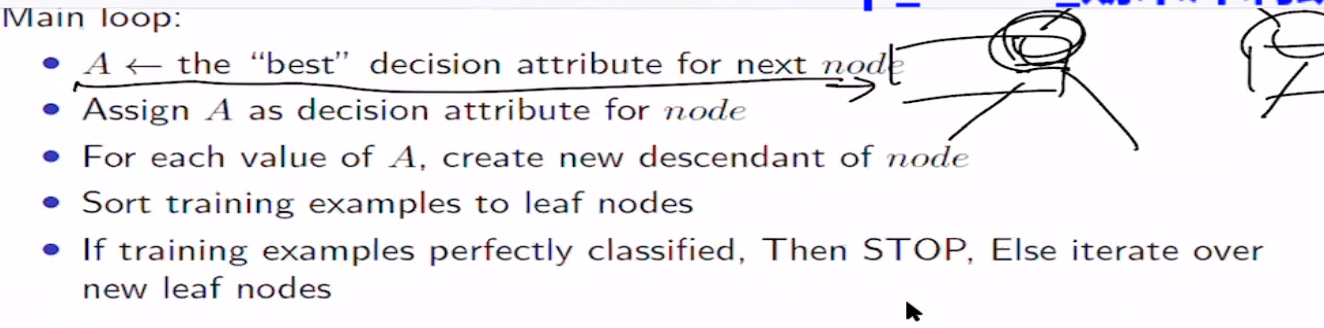 Main loop:
• A ← the "best" decision attribute for next node
• Assign A as decision attribute for node
• For each value of A, create new descendant of node
• Sort training examples to leaf nodes
• If training examples perfectly classified, Then STOP, Else iterate over
new leaf nodes